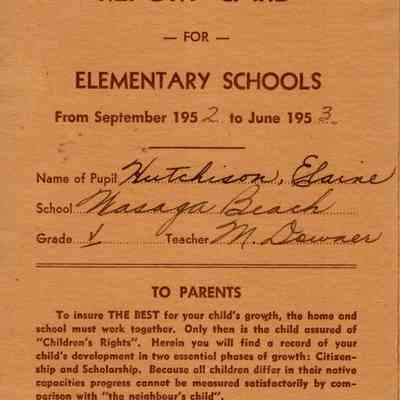 REPORT CARD
— FOR —
ELEMENTARY SCHOOLS
From September 1952 to June 1953
Name of Pupil Hutchison, Elaine
School Wasaga Beach
Grade Teacher M. Downer
TO PARENTS
To insure THE BEST for your child's growth, the home and
school must work together. Only then is the child assured of
"Children's Rights". Herein you will find a record of your
child's development in two essential phases of growth: Citizen-
ship and Scholarship. Because all children differ in their native
capacities progress cannot be measured satisfactorily by com-
parison with "the neighbour's child".